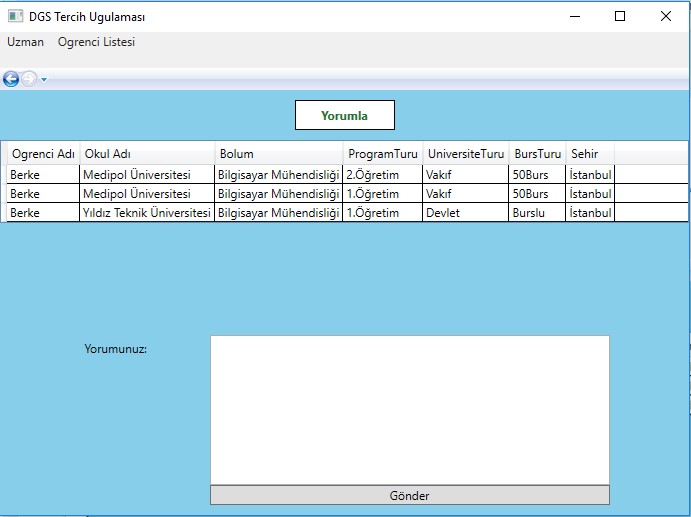 DGS Tercih Ugulaması
Uzman Ogrenci Listesi
Yorumla
Ogrenci Adı Okul Adı Bolum ProgramTuru UniversiteTuru BursTuru Sehir
Berke Medipol Üniversitesi Bilgisayar Mühendisliği 2.Öğretim Vakıf 50Burs İstanbul
Berke Medipol Üniversitesi Bilgisayar Mühendisliği 1.Öğretim Vakıf 50Burs İstanbul
Berke Yıldız Teknik Üniversitesi Bilgisayar Mühendisliği 1.Öğretim Devlet Burslu İstanbul
Yorumunuz:
Gönder